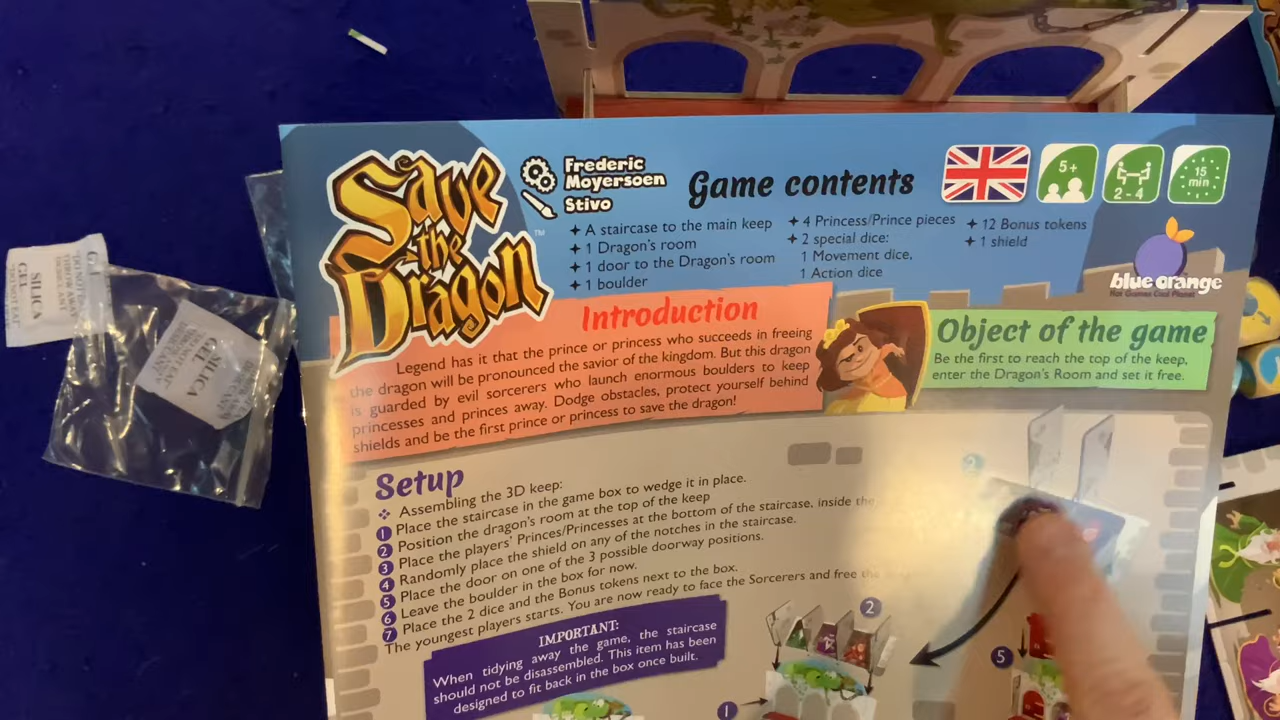 Save
the
Dragon
TM
Frederic
Moyersoen
Stivo
Game contents
A staircase to the main keep
1 Dragon's room
1 door to the Dragon's room
1 boulder
4 Princess/Prince pieces
2 special dice:
1 Movement dice,
1 Action dice
12 Bonus tokens
1 shield
5+
2 - 4
15
min
blue orange
Introduction
Legend has it that the prince or princess who succeeds in freeing
the dragon will be pronounced the savior of the kingdom. But this dragon
is guarded by evil sorcerers who launch enormous boulders to keep
princesses and princes away. Dodge obstacles, protect yourself behind
shields and be the first prince or princess to save the dragon!
Object of the game
Be the first to reach the top of the keep,
enter the Dragon's Room and set it free.
Setup
Assembling the 3D keep:
1 Place the staircase in the game box to wedge it in place.
2 Position the dragon's room at the top of the keep
3 Place the players' Princes/Princesses at the bottom of the staircase, inside the
4 Randomly place the shield on any of the notches in the staircase.
5 Place the door on one of the 3 possible doorway positions.
6 Leave the boulder in the box for now.
7 Place the 2 dice and the Bonus tokens next to the box.
The youngest players starts. You are now ready to face the Sorcerers and free the
IMPORTANT:
When tidying away the game, the staircase
should not be disassembled. This item has been
designed to fit back in the box once built.
2
2
1
5
SILICA
GEL
SILICA
GEL